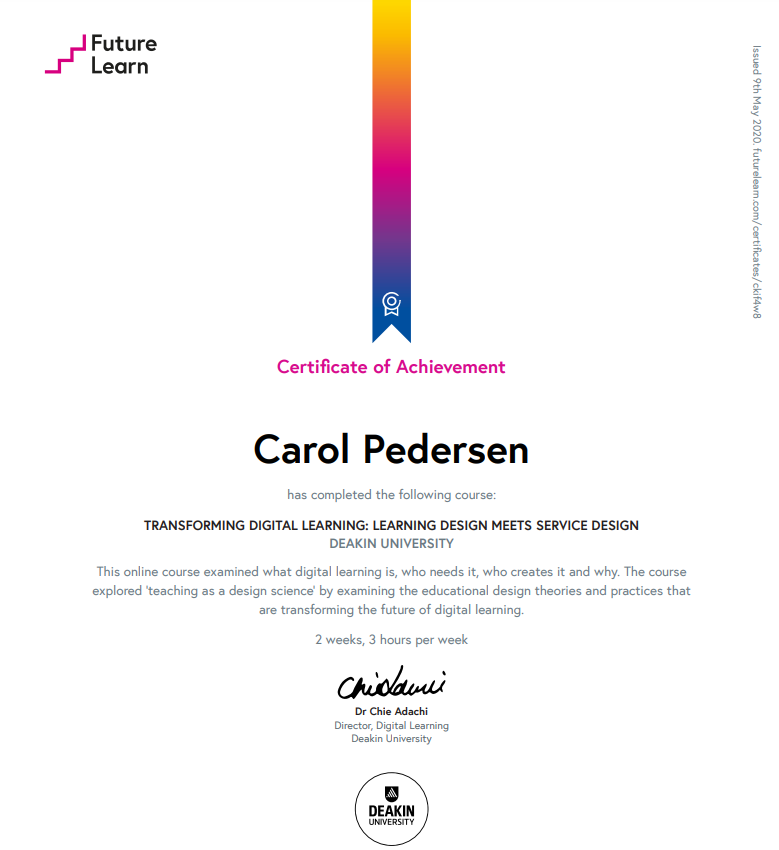 Future
Learn
Issued 9th May 2020. futurelearn.com/certificates/ckif4w8
Certificate of Achievement
Carol Pedersen
has completed the following course:
TRANSFORMING DIGITAL LEARNING: LEARNING DESIGN MEETS SERVICE DESIGN
DEAKIN UNIVERSITY
This online course examined what digital learning is, who needs it, who creates it and why. The course
explored 'teaching as a design science' by examining the educational design theories and practices that
are transforming the future of digital learning.
2 weeks, 3 hours per week
Dr Chie Adachi
Director, Digital Learning
Deakin University
DEAKIN
UNIVERSITY